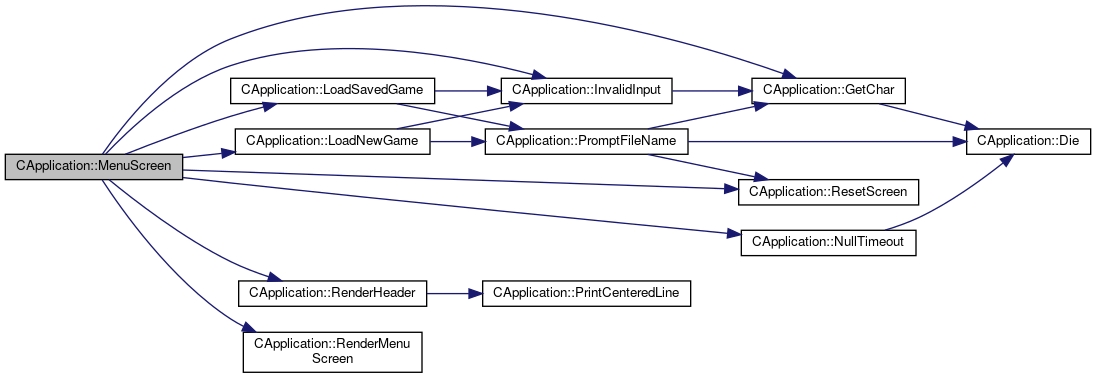 CApplication::MenuScreen
CApplication::LoadSavedGame
CApplication::LoadNewGame
CApplication::RenderHeader
CApplication::RenderMenu
Screen
CApplication::InvalidInput
CApplication::PromptFileName
CApplication::PrintCenteredLine
CApplication::GetChar
CApplication::ResetScreen
CApplication::NullTimeout
CApplication::Die